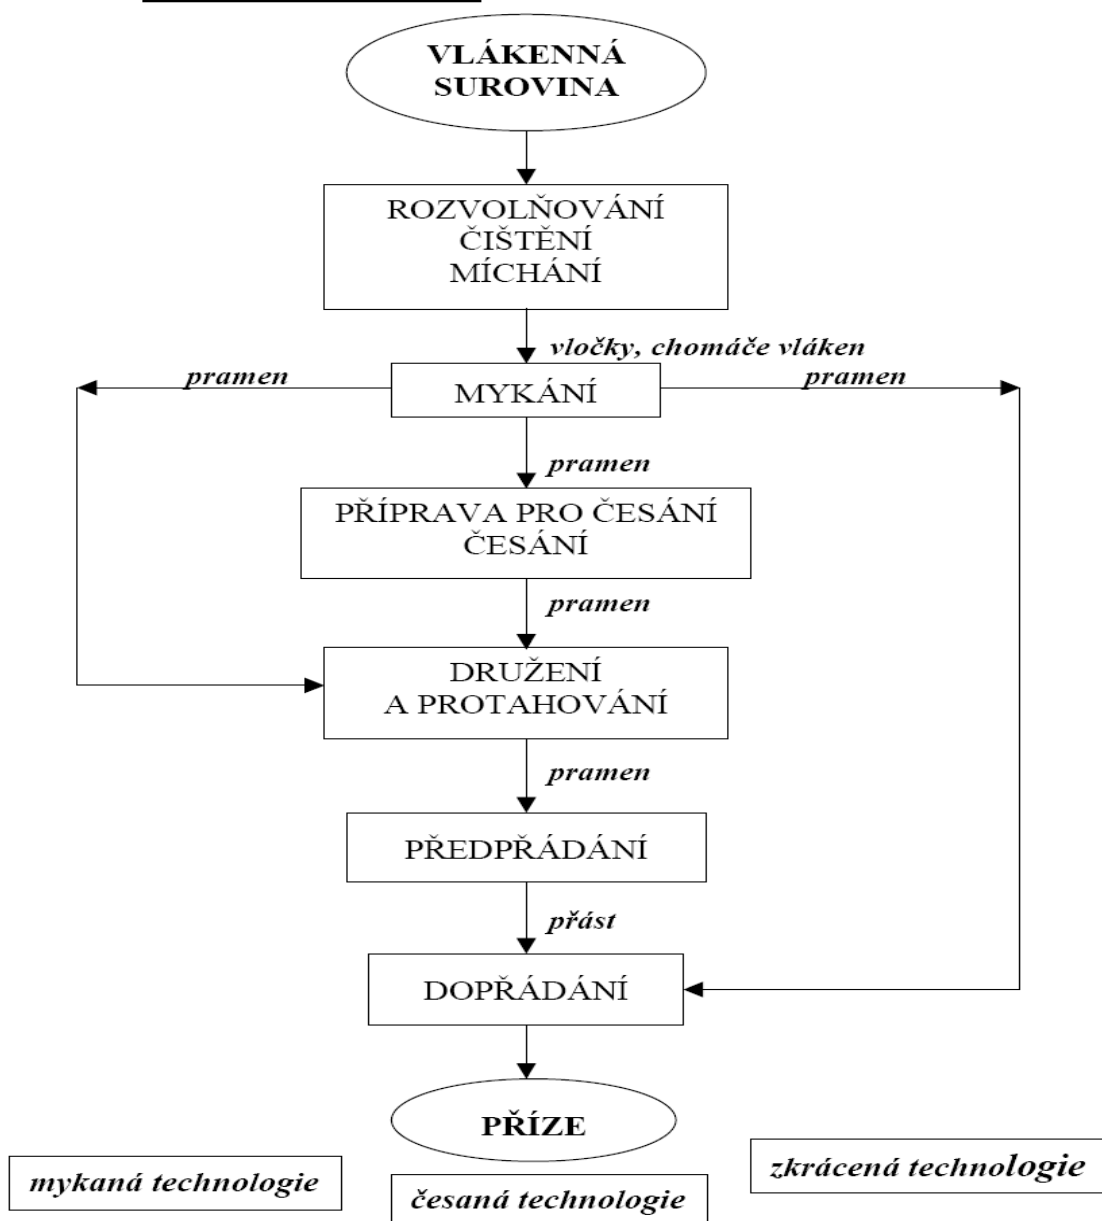 VLÁKENNÁ
SUROVINA
ROZVOLŇOVÁNÍ
ČIŠTĚNÍ
MÍCHÁNÍ
vločky, chomáče vláken
pramen
MYKÁNÍ
pramen
pramen
PŘÍPRAVA PRO ČESÁNÍ
ČESÁNÍ
pramen
DRUŽENÍ
A PROTAHOVÁNÍ
pramen
PŘEDPŘÁDÁNÍ
přást
DOPŘÁDÁNÍ
PŘÍZE
mykaná technologie
česaná technologie
zkrácená technologie